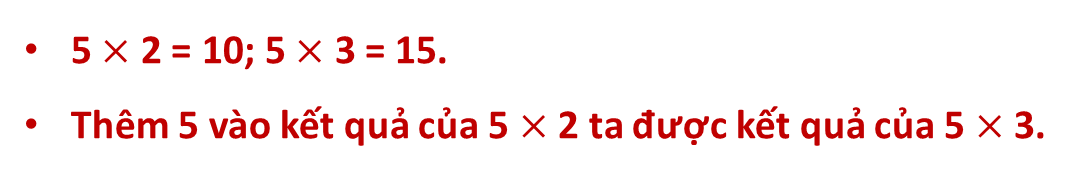 • 5 × 2 = 10; 5 × 3 = 15.
• Thêm 5 vào kết quả của 5 × 2 ta được kết quả của 5 × 3.